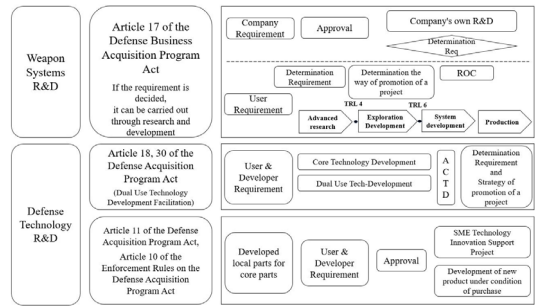 Weapon
Systems
R&D
Article 17 of the
Defense Business
Acquisition Program
Act
If the requirement is
decided,
it can be carried out
through research and
development
Company
Requirement
Approval
Company's own R&D
Determination
Req
Determination
Requirement
Determination the
way of promotion of a
project
ROC
User
Requirement
TRL 4
TRL 6
Advanced
research
Exploration
Development
System
development
Production
Defense
Technology
R&D
Article 18, 30 of the
Defense Acquisition
Program Act
(Dual Use Technology
Development Facilitation)
User &
Developer
Requirement
Core Technology Development
Dual Use Tech-Development
A
C
T
D
Determination
Requirement
and
Strategy of
promotion of a
project
Article 11 of the Defense
Acquisition Program Act,
Article 10 of the
Enforcement Rules on the
Defense Acquisition
Program Act
Developed
local parts for
core parts
User &
Developer
Requirement
Approval
SME Technology
Innovation Support
Project
Development of new
product under condition
of purchase